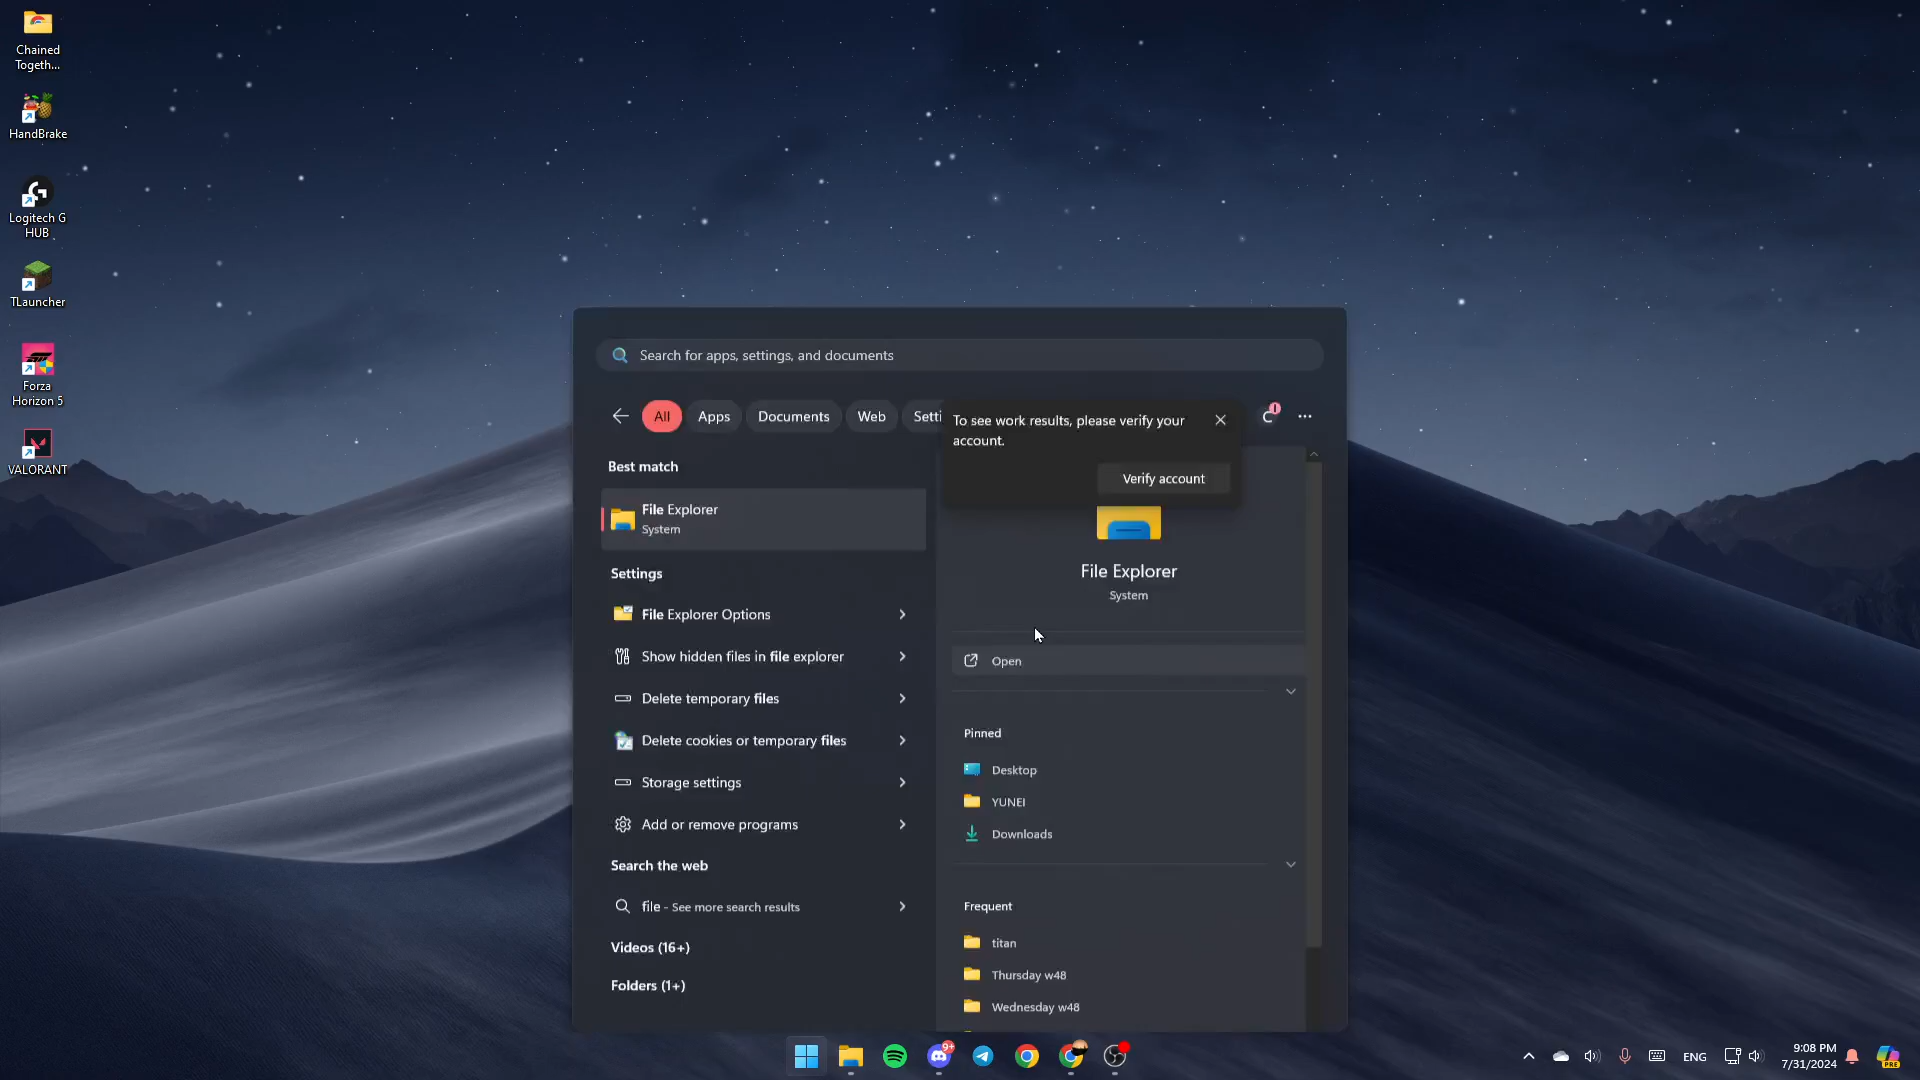 Chained
Togeth...
HandBrake
Logitech G
HUB
TLauncher
Forza
Horizon 5
VALORANT
Search for apps, settings, and documents
All
Apps
Documents
Web
Setti
To see work results, please verify your
account.
Verify account
C
Best match
File Explorer
System
Settings
File Explorer Options
Show hidden files in file explorer
Delete temporary files
Delete cookies or temporary files
Storage settings
Add or remove programs
Search the web
file - See more search results
Videos (16+)
Folders (1+)
File Explorer
System
Open
Pinned
Desktop
YUNEI
Downloads
Frequent
titan
Thursday w48
Wednesday w48
9+
ENG
9:08 PM
7/31/2024
PRE